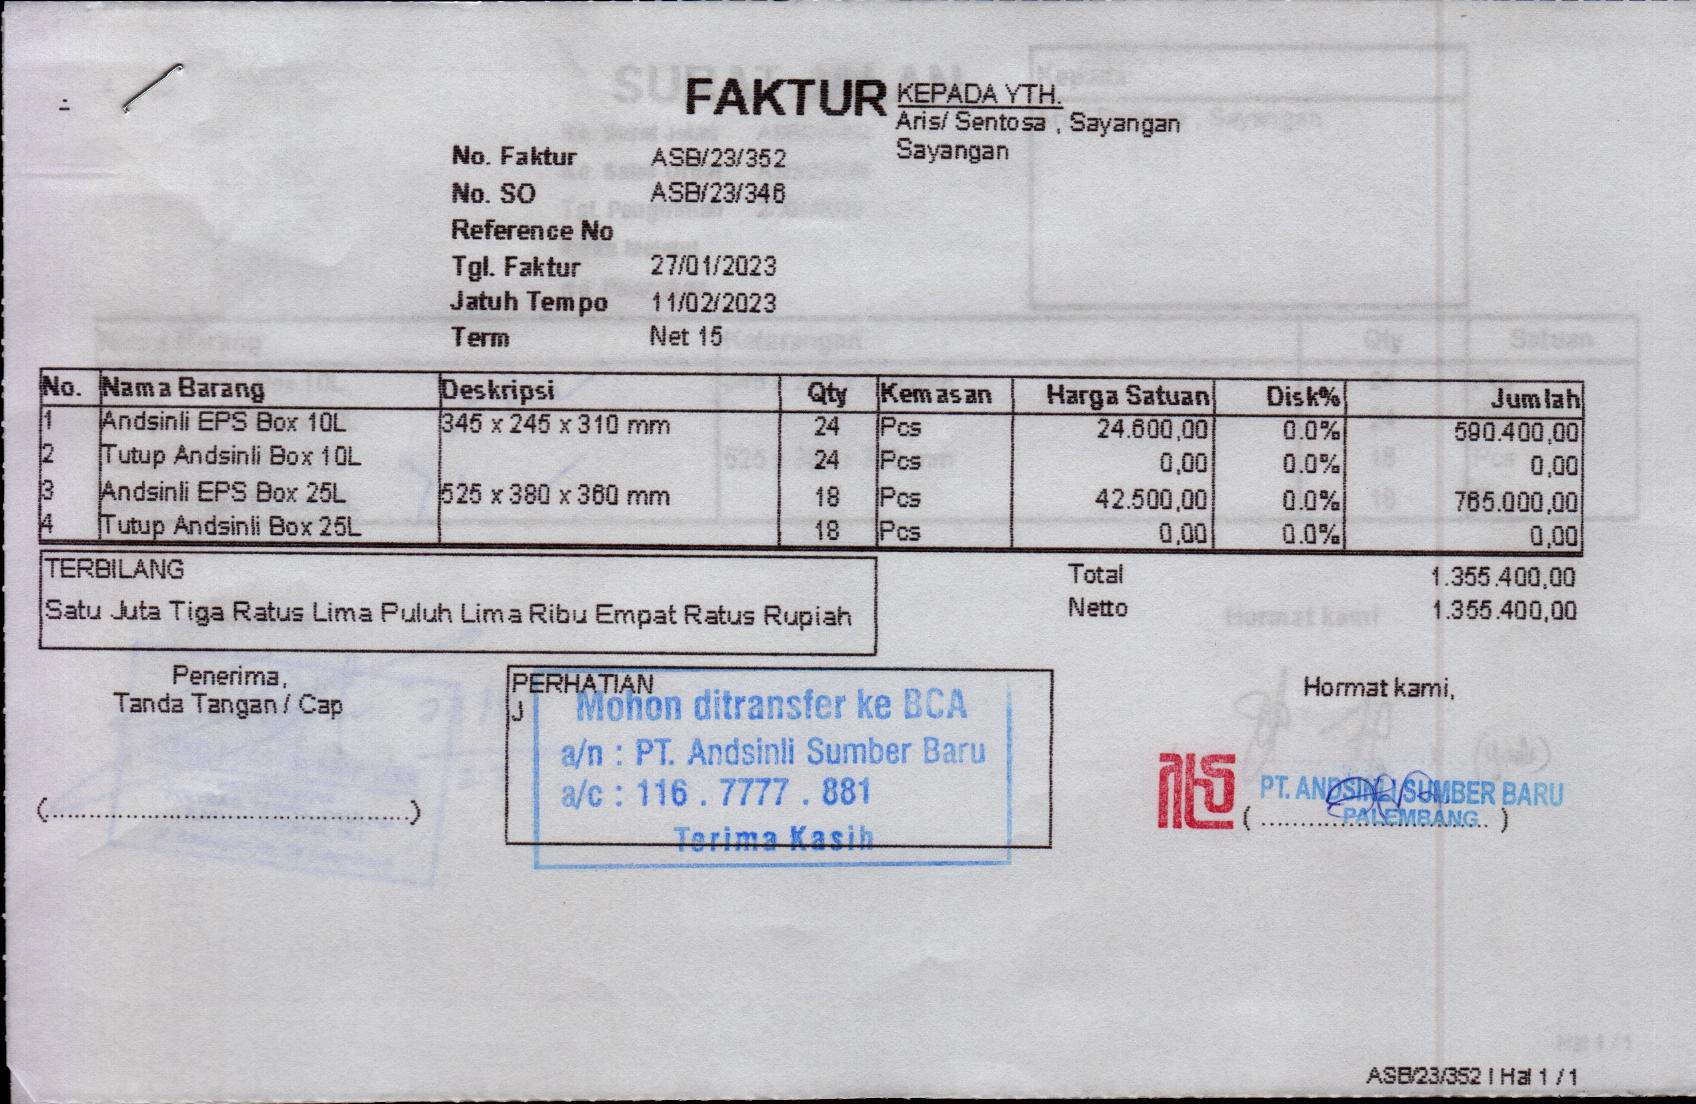 FAKTUR
KEPADA YTH.
Aris/ Sentosa , Sayangan
Sayangan
No. Faktur ASB/23/352
No. SO ASB/23/346
Reference No
Tgl. Faktur 27/01/2023
Jatuh Tempo 11/02/2023
Term Net 15
No. Nama Barang Deskripsi Qty Kemasan Harga Satuan Disk% Jumlah
1 Andsinli EPS Box 10L 345 x 245 x 310 mm 24 Pcs 24.600,00 0.0% 590.400,00
2 Tutup Andsinli Box 10L 24 Pcs 0,00 0.0% 0,00
3 Andsinli EPS Box 25L 525 x 380 x 360 mm 18 Pcs 42.500,00 0.0% 765.000,00
4 Tutup Andsinli Box 25L 18 Pcs 0,00 0.0% 0,00
TERBILANG
Satu Juta Tiga Ratus Lima Puluh Lima Ribu Empat Ratus Rupiah
Total 1.355.400,00
Netto 1.355.400,00
Penerima,
Tanda Tangan / Cap
(..........................................)
PERHATIAN
J
Mohon ditransfer ke BCA
a/n : PT. Andsinli Sumber Baru
a/c : 116 . 7777 . 881
Terima Kasih
Hormat kami,
PT. ANDSINLI SUMBER BARU
PALEMBANG
(..............................)
ASB/23/352 | Hal 1 / 1